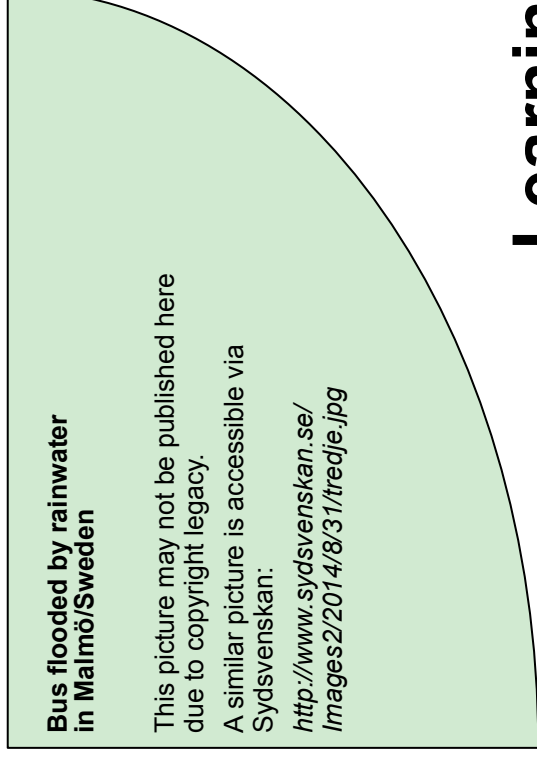 Bus flooded by rainwater
in Malmö/Sweden
This picture may not be published here
due to copyright legacy.
A similar picture is accessible via
Sydsvenskan:
http://www.sydsvenskan.se/
Images2/2014/8/31/tredje.jpg